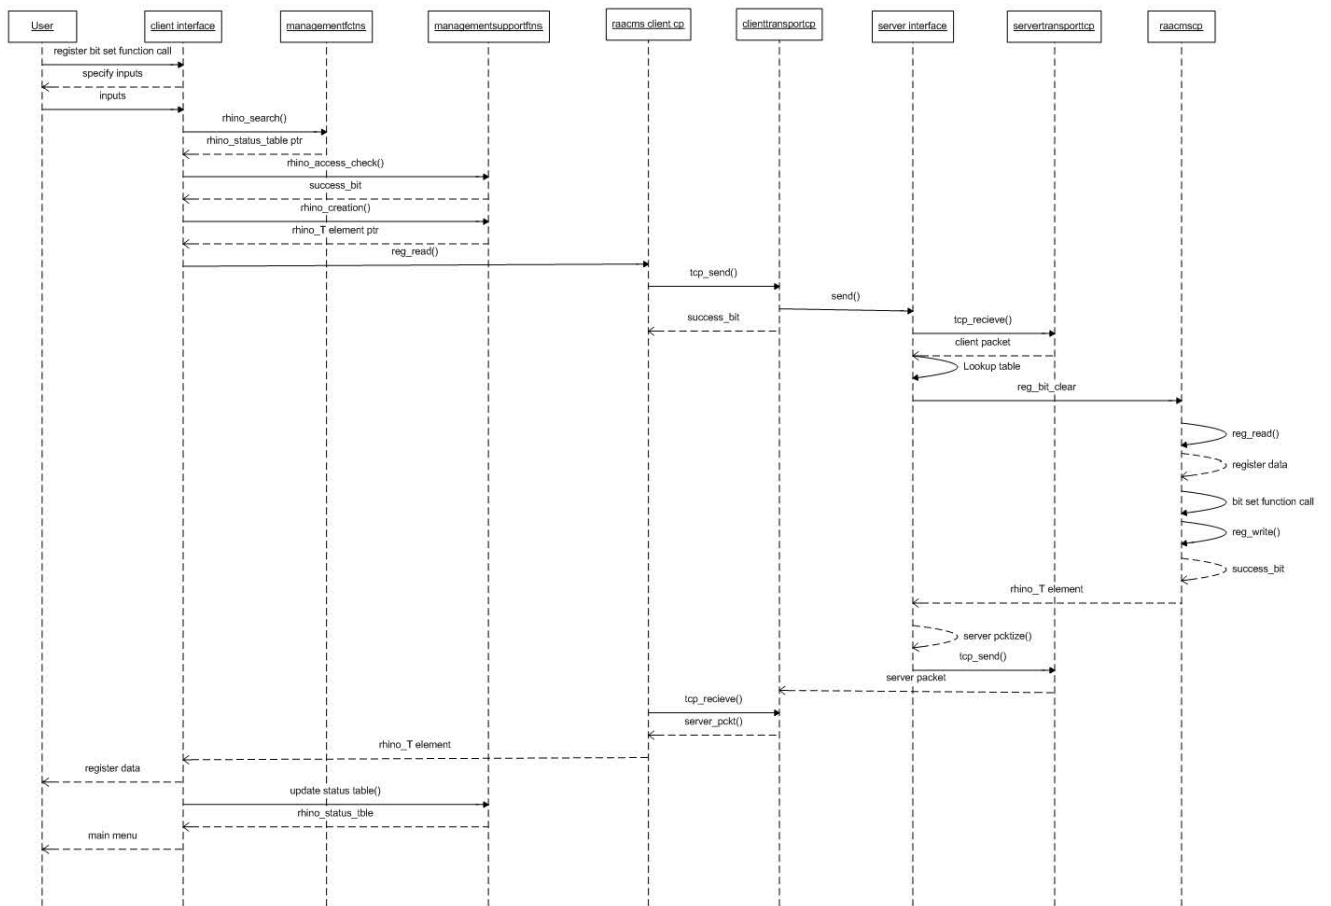 User
client interface
managementfctns
managementsupportftns
raacms client cp
clienttransportcp
server interface
servertransporttcp
raacmscp
register bit set function call
specify inputs
inputs
rhino_search()
rhino_status_table ptr
rhino_access_check()
success_bit
rhino_creation()
rhino_T element ptr
reg_read()
tcp_send()
send()
success_bit
tcp_recieve()
client packet
Lookup table
reg_bit_clear
reg_read()
register data
bit set function call
reg_write()
success_bit
rhino_T element
server pcktize()
tcp_send()
server packet
tcp_recieve()
server_pckt()
rhino_T element
register data
update status table()
rhino_status_tble
main menu